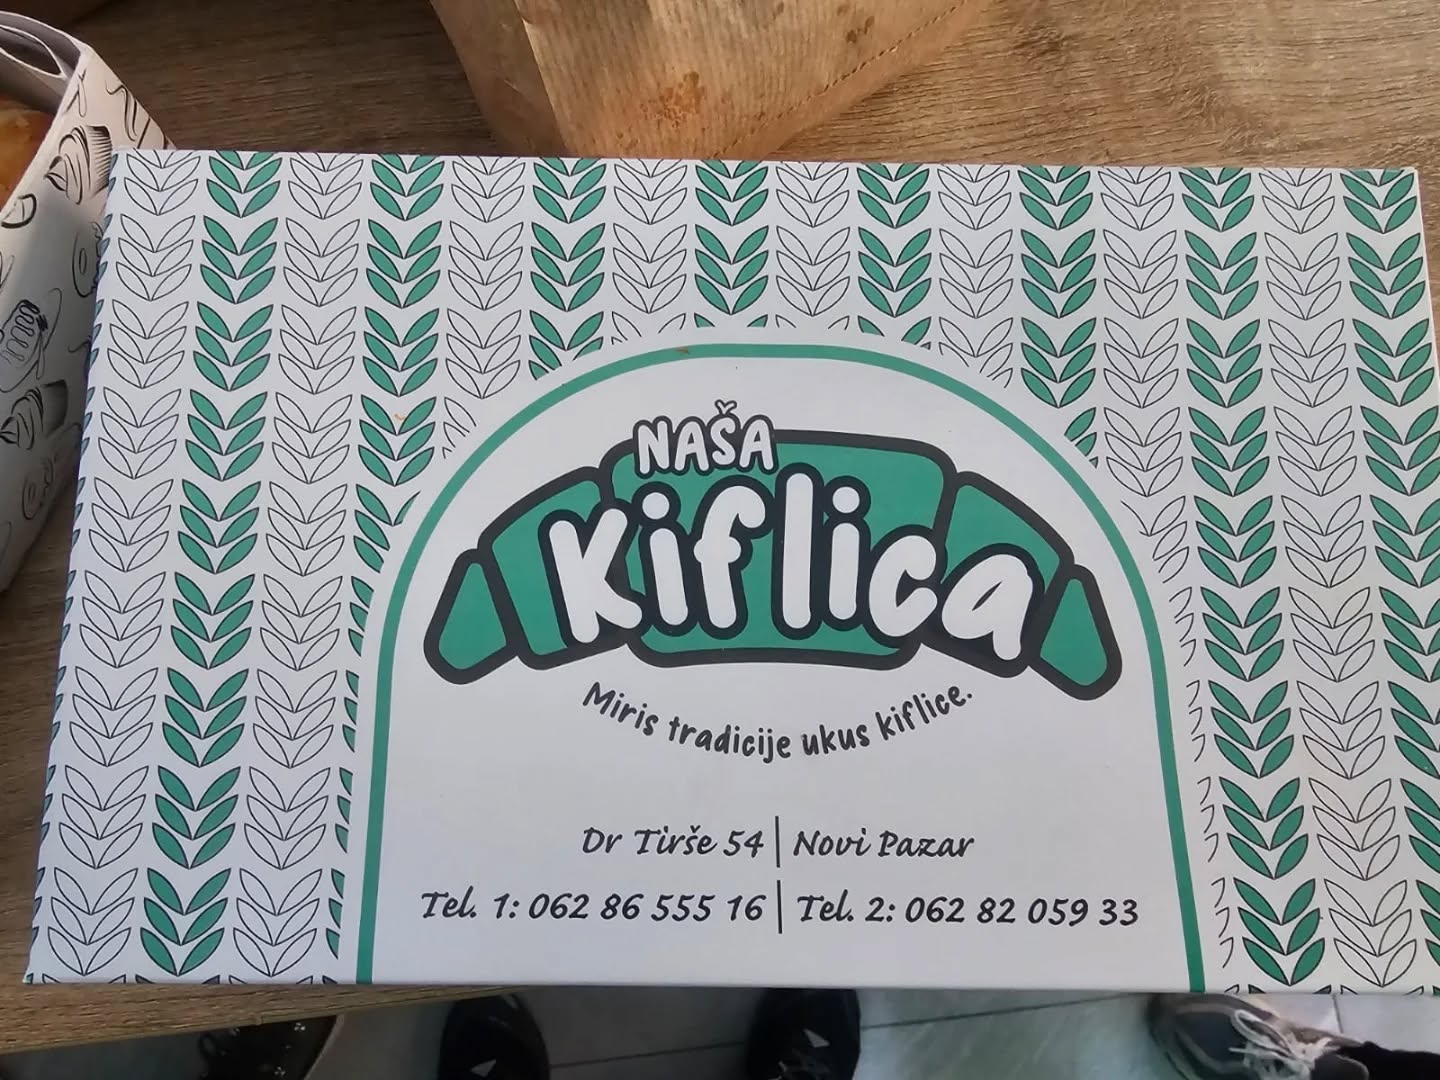 NAŠA
Kiflica
Miris tradicije ukus kiflice.
Dr Tirše 54 | Novi Pazar
Tel. 1: 062 86 555 16 | Tel. 2: 062 82 059 33